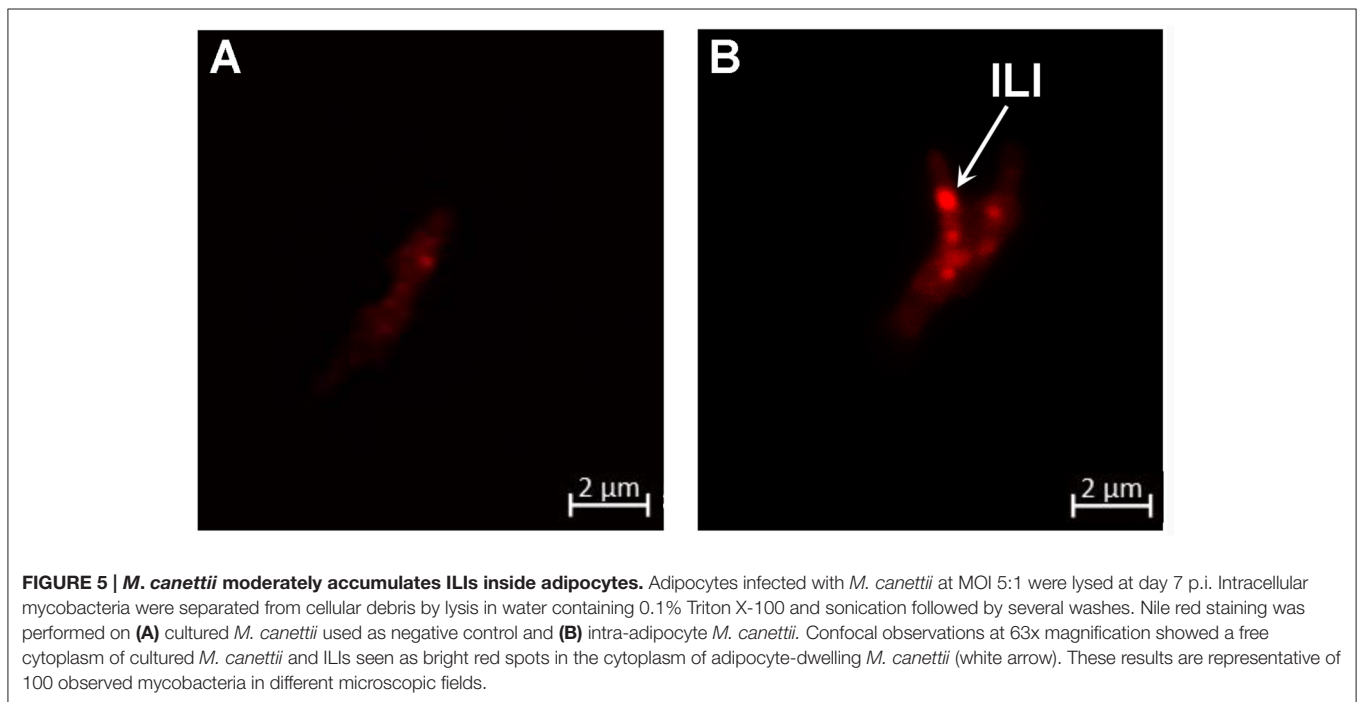 A
B
ILI
2 μm
2 μm
FIGURE 5 | M. canettii moderately accumulates ILIs inside adipocytes. Adipocytes infected with M. canettii at MOI 5:1 were lysed at day 7 p.i. Intracellular
mycobacteria were separated from cellular debris by lysis in water containing 0.1% Triton X-100 and sonication followed by several washes. Nile red staining was
performed on (A) cultured M. canettii used as negative control and (B) intra-adipocyte M. canettii. Confocal observations at 63x magnification showed a free
cytoplasm of cultured M. canettii and ILIs seen as bright red spots in the cytoplasm of adipocyte-dwelling M. canettii (white arrow). These results are representative of
100 observed mycobacteria in different microscopic fields.